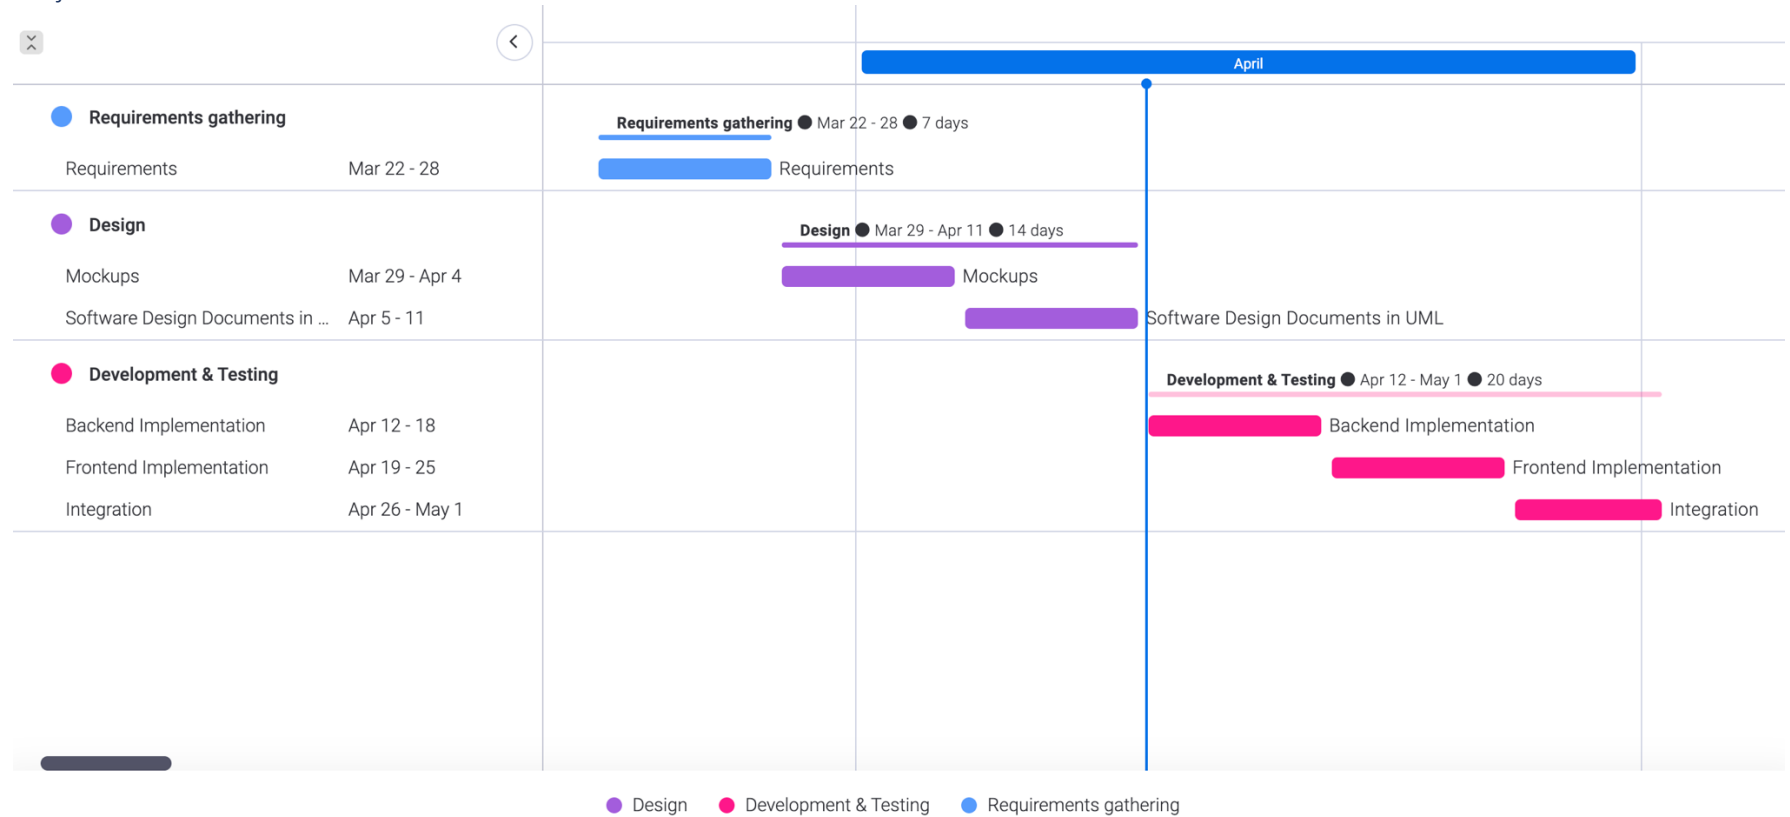 April
Requirements gathering
Requirements gathering ● Mar 22 - 28 ● 7 days
Requirements Mar 22 - 28
Requirements
Design
Design ● Mar 29 - Apr 11 ● 14 days
Mockups Mar 29 - Apr 4
Mockups
Software Design Documents in ... Apr 5 - 11
Software Design Documents in UML
Development & Testing
Development & Testing ● Apr 12 - May 1 ● 20 days
Backend Implementation Apr 12 - 18
Backend Implementation
Frontend Implementation Apr 19 - 25
Frontend Implementation
Integration Apr 26 - May 1
Integration
Design Development & Testing Requirements gathering